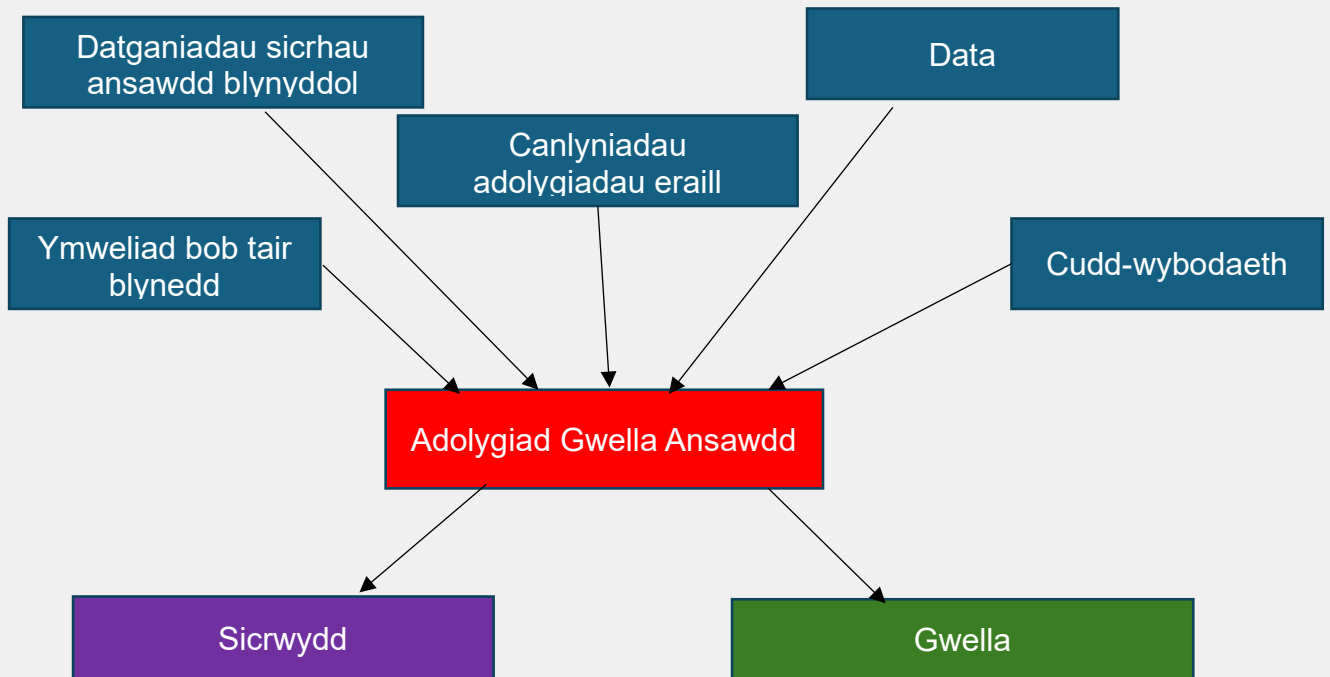 Datganiadau sicrhau
ansawdd blynyddol
Data
Canlyniadau
adolygiadau eraill
Ymweliad bob tair
blynedd
Cudd-wybodaeth
Adolygiad Gwella Ansawdd
Sicrwydd
Gwella